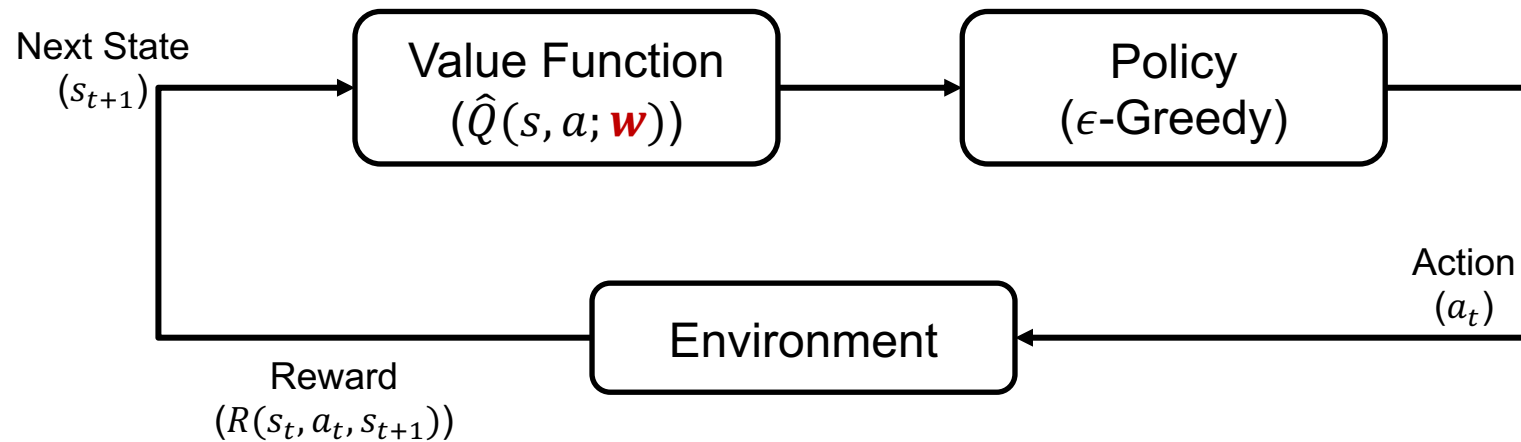 Next State
(s_{t+1})
Value Function
(Q̂(s, a; w))
Policy
(ϵ-Greedy)
Action
(a_t)
Environment
Reward
(R(s_t, a_t, s_{t+1}))